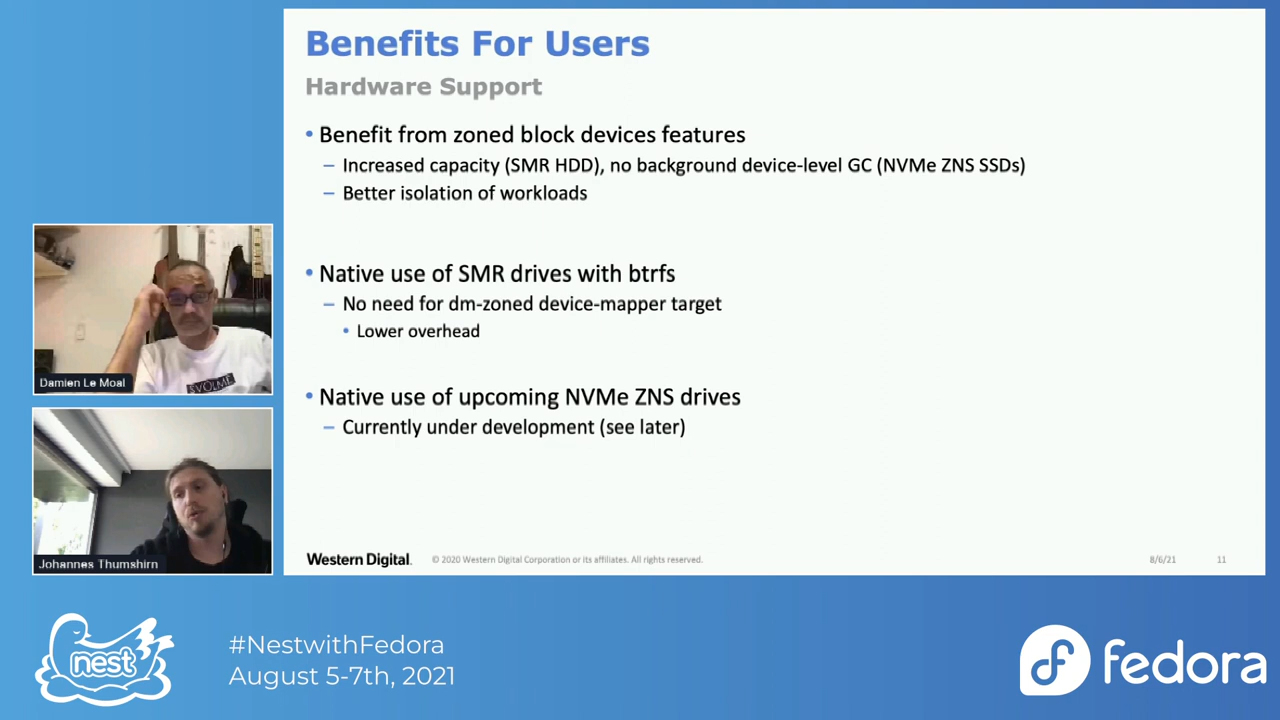 Benefits For Users
Hardware Support
• Benefit from zoned block devices features
– Increased capacity (SMR HDD), no background device-level GC (NVMe ZNS SSDs)
– Better isolation of workloads
• Native use of SMR drives with btrfs
– No need for dm-zoned device-mapper target
• Lower overhead
• Native use of upcoming NVMe ZNS drives
– Currently under development (see later)
Western Digital. © 2020 Western Digital Corporation or its affiliates. All rights reserved. 8/6/21 11
SVOLME
Damien Le Moal
Johannes Thumshirn
nest
#NestwithFedora
August 5-7th, 2021
fedora